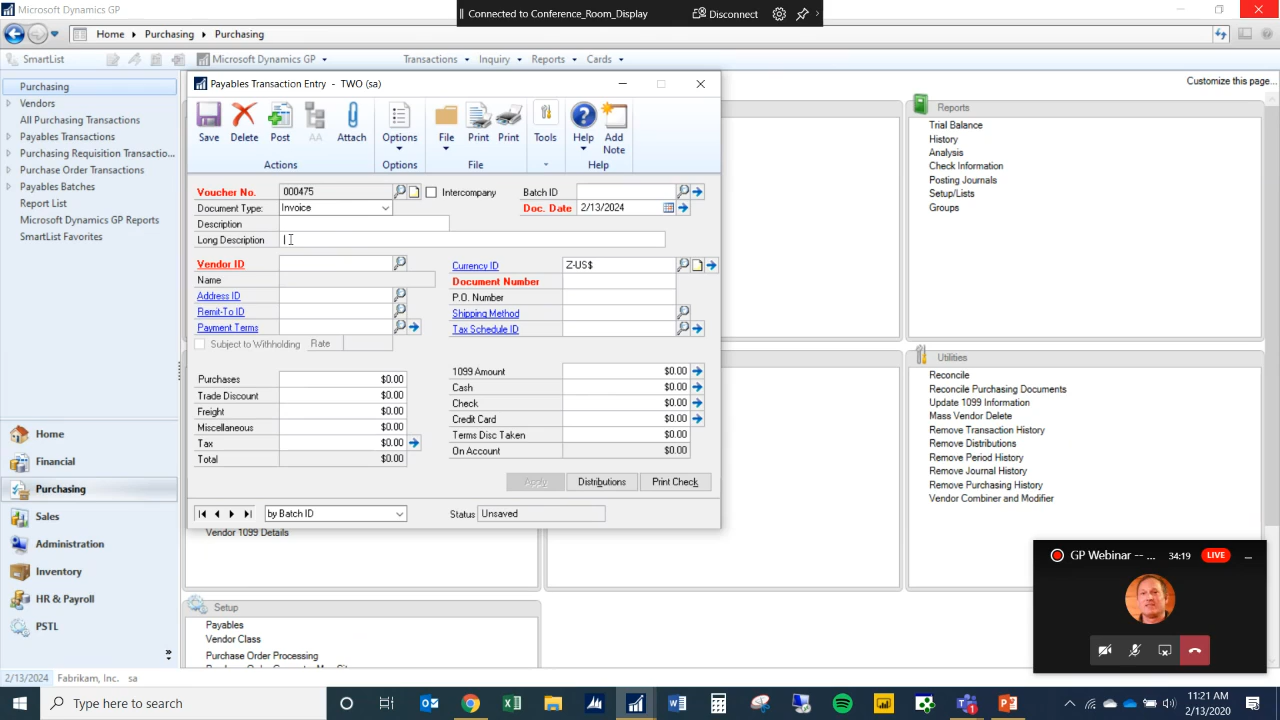 Microsoft Dynamics GP
Connected to Conference_Room_Display
Disconnect
Home
Purchasing
Purchasing
SmartList
Microsoft Dynamics GP
Transactions
Inquiry
Reports
Cards
Customize this page...
Purchasing
Vendors
All Purchasing Transactions
Payables Transactions
Purchasing Requisition Transactio...
Purchase Order Transactions
Payables Batches
Report List
Microsoft Dynamics GP Reports
SmartList Favorites
Home
Financial
Purchasing
Sales
Administration
Inventory
HR & Payroll
PSTL
Payables Transaction Entry - TWO (sa)
Save
Delete
Post
AA
Attach
Options
File
Print
Print
Tools
Help
Add Note
Actions
Options
File
Help
Voucher No. 000475
Intercompany
Batch ID
Document Type: Invoice
Doc. Date 2/13/2024
Description
Long Description
Vendor ID
Currency ID Z-US$
Name
Document Number
Address ID
P.O. Number
Remit-To ID
Shipping Method
Payment Terms
Tax Schedule ID
Subject to Withholding Rate
Purchases $0.00
Trade Discount $0.00
Freight $0.00
Miscellaneous $0.00
Tax $0.00
Total $0.00
1099 Amount $0.00
Cash $0.00
Check $0.00
Credit Card $0.00
Terms Disc Taken $0.00
On Account $0.00
Apply
Distributions
Print Check
by Batch ID
Status Unsaved
Vendor 1099 Details
Setup
Payables
Vendor Class
Purchase Order Processing
Reports
Trial Balance
History
Analysis
Check Information
Posting Journals
Setup/Lists
Groups
Utilities
Reconcile
Reconcile Purchasing Documents
Update 1099 Information
Mass Vendor Delete
Remove Transaction History
Remove Distributions
Remove Period History
Remove Journal History
Remove Purchasing History
Vendor Combiner and Modifier
GP Webinar -- ...
34:19
LIVE
2/13/2024
Fabrikam, Inc.
sa
Type here to search
11:21 AM
2/13/2020